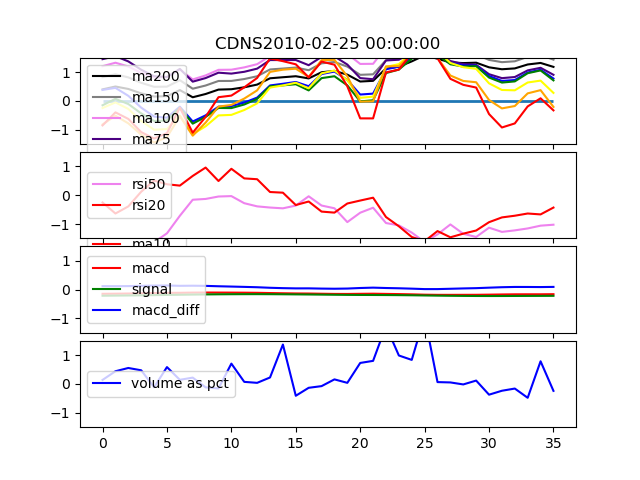 CDNS2010-02-25 00:00:00
1
0
−1
ma200
ma150
ma100
ma75
1
0
−1
rsi50
rsi20
ma10
1
0
−1
macd
signal
macd_diff
1
0
−1
volume as pct
0 5 10 15 20 25 30 35